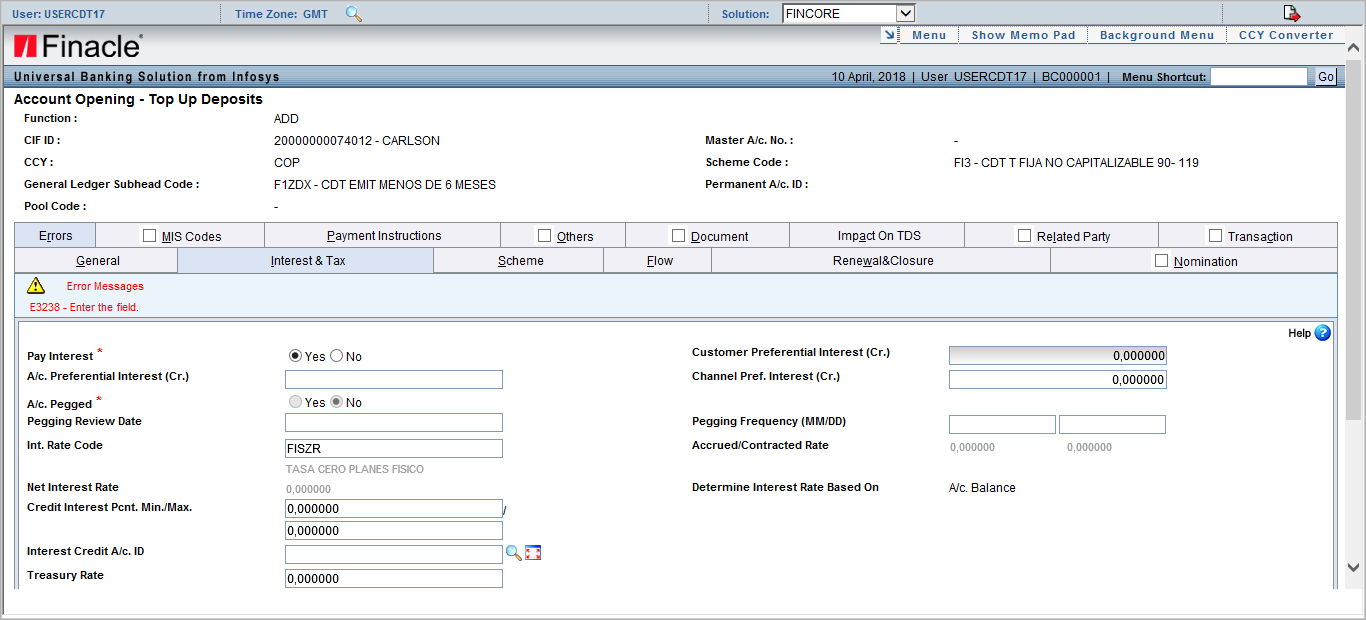 User: USERCDT17 Time Zone: GMT Solution: FINCORE
Menu Show Memo Pad Background Menu CCY Converter
Finacle
Universal Banking Solution from Infosys 10 April, 2018 | User USERCDT17 | BC000001 | Menu Shortcut: Go
Account Opening - Top Up Deposits
Function : ADD
CIF ID : 20000000074012 - CARLSON Master A/c. No. : -
CCY : COP Scheme Code : FI3 - CDT T FIJA NO CAPITALIZABLE 90- 119
General Ledger Subhead Code : F1ZDX - CDT EMIT MENOS DE 6 MESES Permanent A/c. ID :
Pool Code : -
Errors MIS Codes Payment Instructions Others Document Impact On TDS Related Party Transaction
General Interest & Tax Scheme Flow Renewal&Closure Nomination
Error Messages
E3238 - Enter the field.
Help ?
Pay Interest * Yes No Customer Preferential Interest (Cr.) 0,000000
A/c. Preferential Interest (Cr.) Channel Pref. Interest (Cr.) 0,000000
A/c. Pegged * Yes No
Pegging Review Date Pegging Frequency (MM/DD)
Int. Rate Code FISZR Accrued/Contracted Rate 0,000000 0,000000
TASA CERO PLANES FISICO
Net Interest Rate 0,000000 Determine Interest Rate Based On A/c. Balance
Credit Interest Pcnt. Min./Max. 0,000000 /
0,000000
Interest Credit A/c. ID
Treasury Rate 0,000000